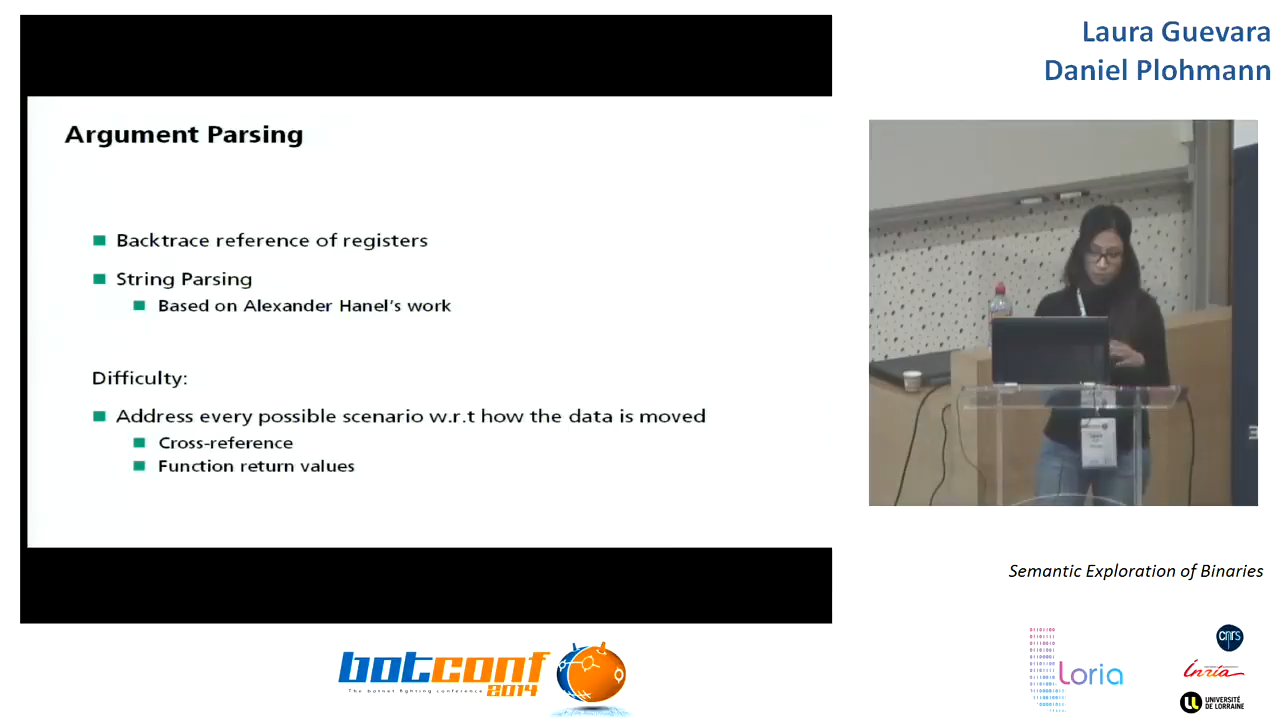 Laura Guevara
Daniel Plohmann
Argument Parsing
Backtrace reference of registers
String Parsing
Based on Alexander Hanel's work
Difficulty:
Address every possible scenario w.r.t how the data is moved
Cross-reference
Function return values
Semantic Exploration of Binaries
botconf
The botnet fighting conference
2014
Loria
cnrs
Inria
UNIVERSITÉ
DE LORRAINE